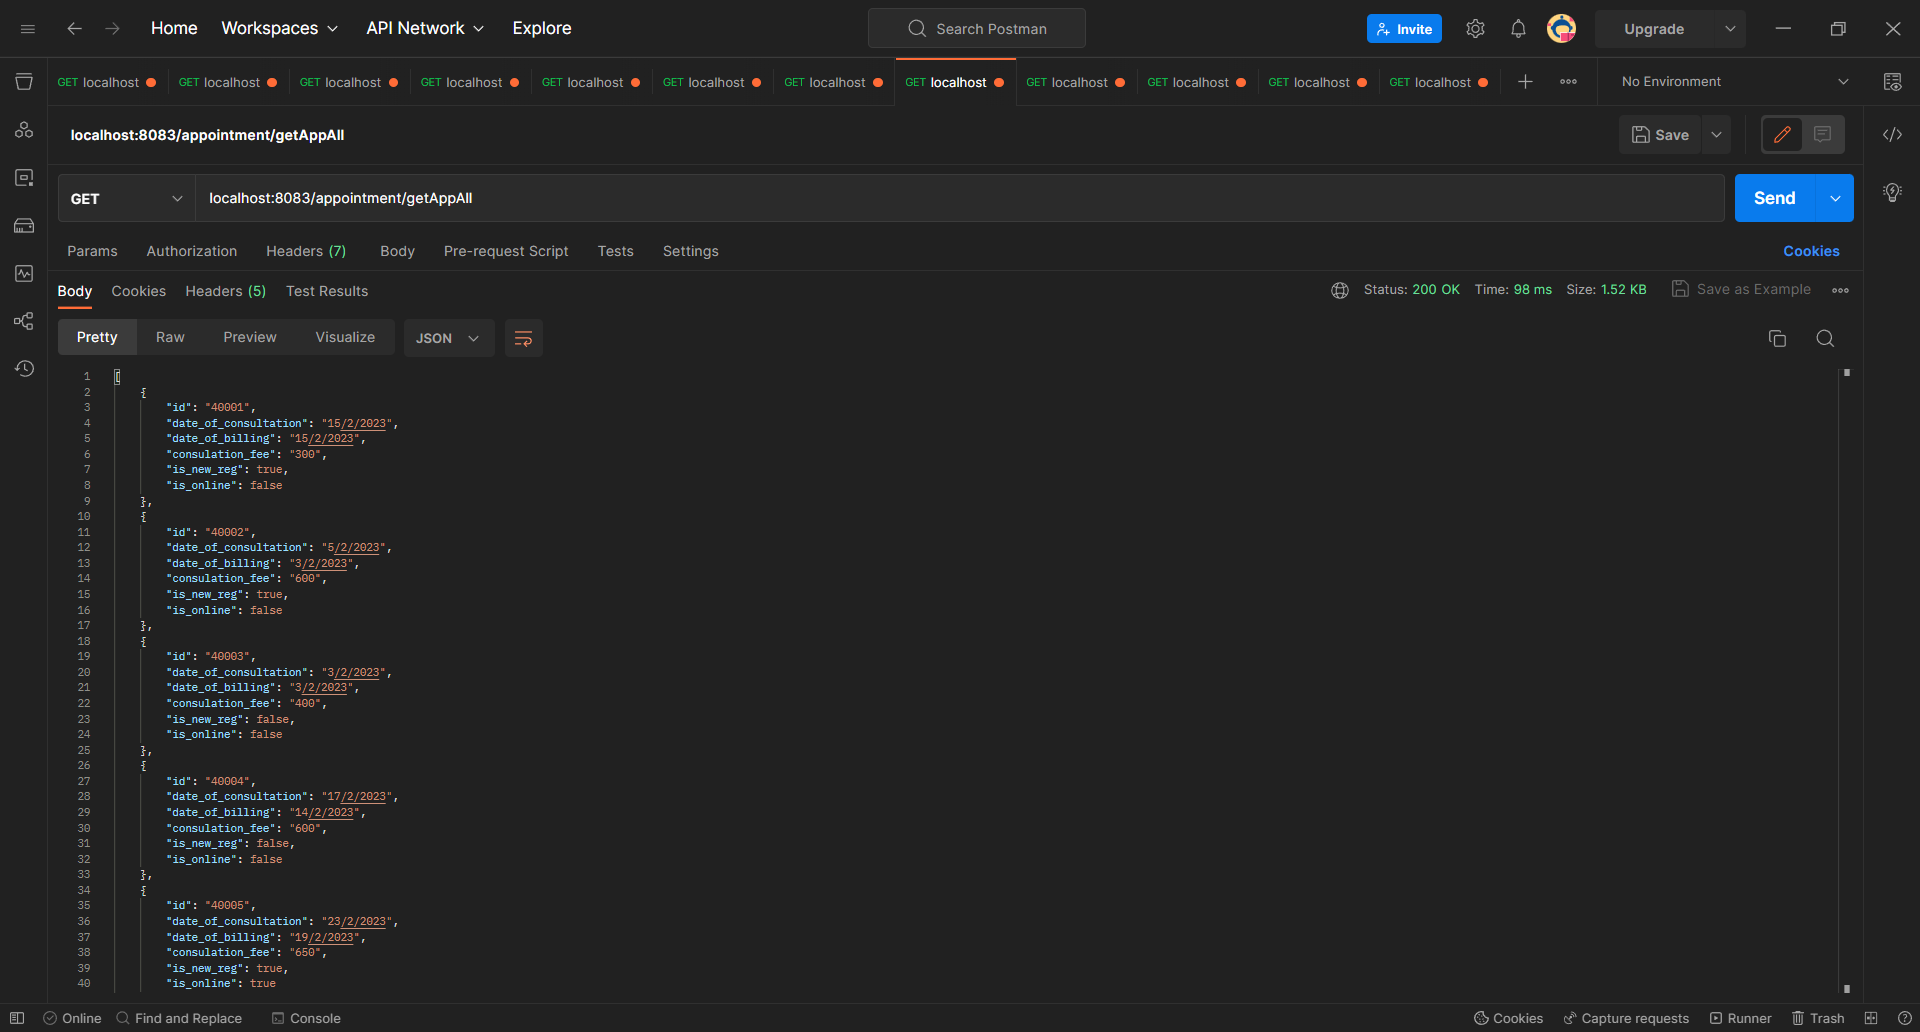 Home Workspaces API Network Explore Search Postman Invite Upgrade
GET localhost GET localhost GET localhost GET localhost GET localhost GET localhost GET localhost GET localhost GET localhost GET localhost GET localhost GET localhost No Environment
localhost:8083/appointment/getAppAll Save
GET localhost:8083/appointment/getAppAll Send
Params Authorization Headers (7) Body Pre-request Script Tests Settings Cookies
Body Cookies Headers (5) Test Results Status: 200 OK Time: 98 ms Size: 1.52 KB Save as Example
Pretty Raw Preview Visualize JSON
1 [
2 {
3 "id": "40001",
4 "date_of_consultation": "15/2/2023",
5 "date_of_billing": "15/2/2023",
6 "consulation_fee": "300",
7 "is_new_reg": true,
8 "is_online": false
9 },
10 {
11 "id": "40002",
12 "date_of_consultation": "5/2/2023",
13 "date_of_billing": "3/2/2023",
14 "consulation_fee": "600",
15 "is_new_reg": true,
16 "is_online": false
17 },
18 {
19 "id": "40003",
20 "date_of_consultation": "3/2/2023",
21 "date_of_billing": "3/2/2023",
22 "consulation_fee": "400",
23 "is_new_reg": false,
24 "is_online": false
25 },
26 {
27 "id": "40004",
28 "date_of_consultation": "17/2/2023",
29 "date_of_billing": "14/2/2023",
30 "consulation_fee": "600",
31 "is_new_reg": false,
32 "is_online": false
33 },
34 {
35 "id": "40005",
36 "date_of_consultation": "23/2/2023",
37 "date_of_billing": "19/2/2023",
38 "consulation_fee": "650",
39 "is_new_reg": true,
40 "is_online": true
Online Find and Replace Console Cookies Capture requests Runner Trash